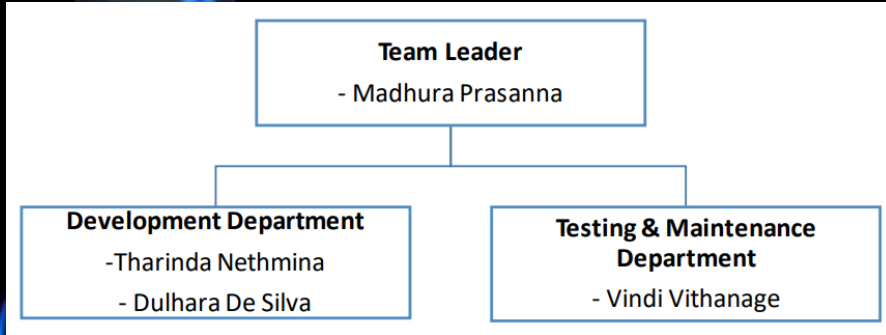 Team Leader
- Madhura Prasanna
Development Department
-Tharinda Nethmina
- Dulhara De Silva
Testing & Maintenance
Department
- Vindi Vithanage